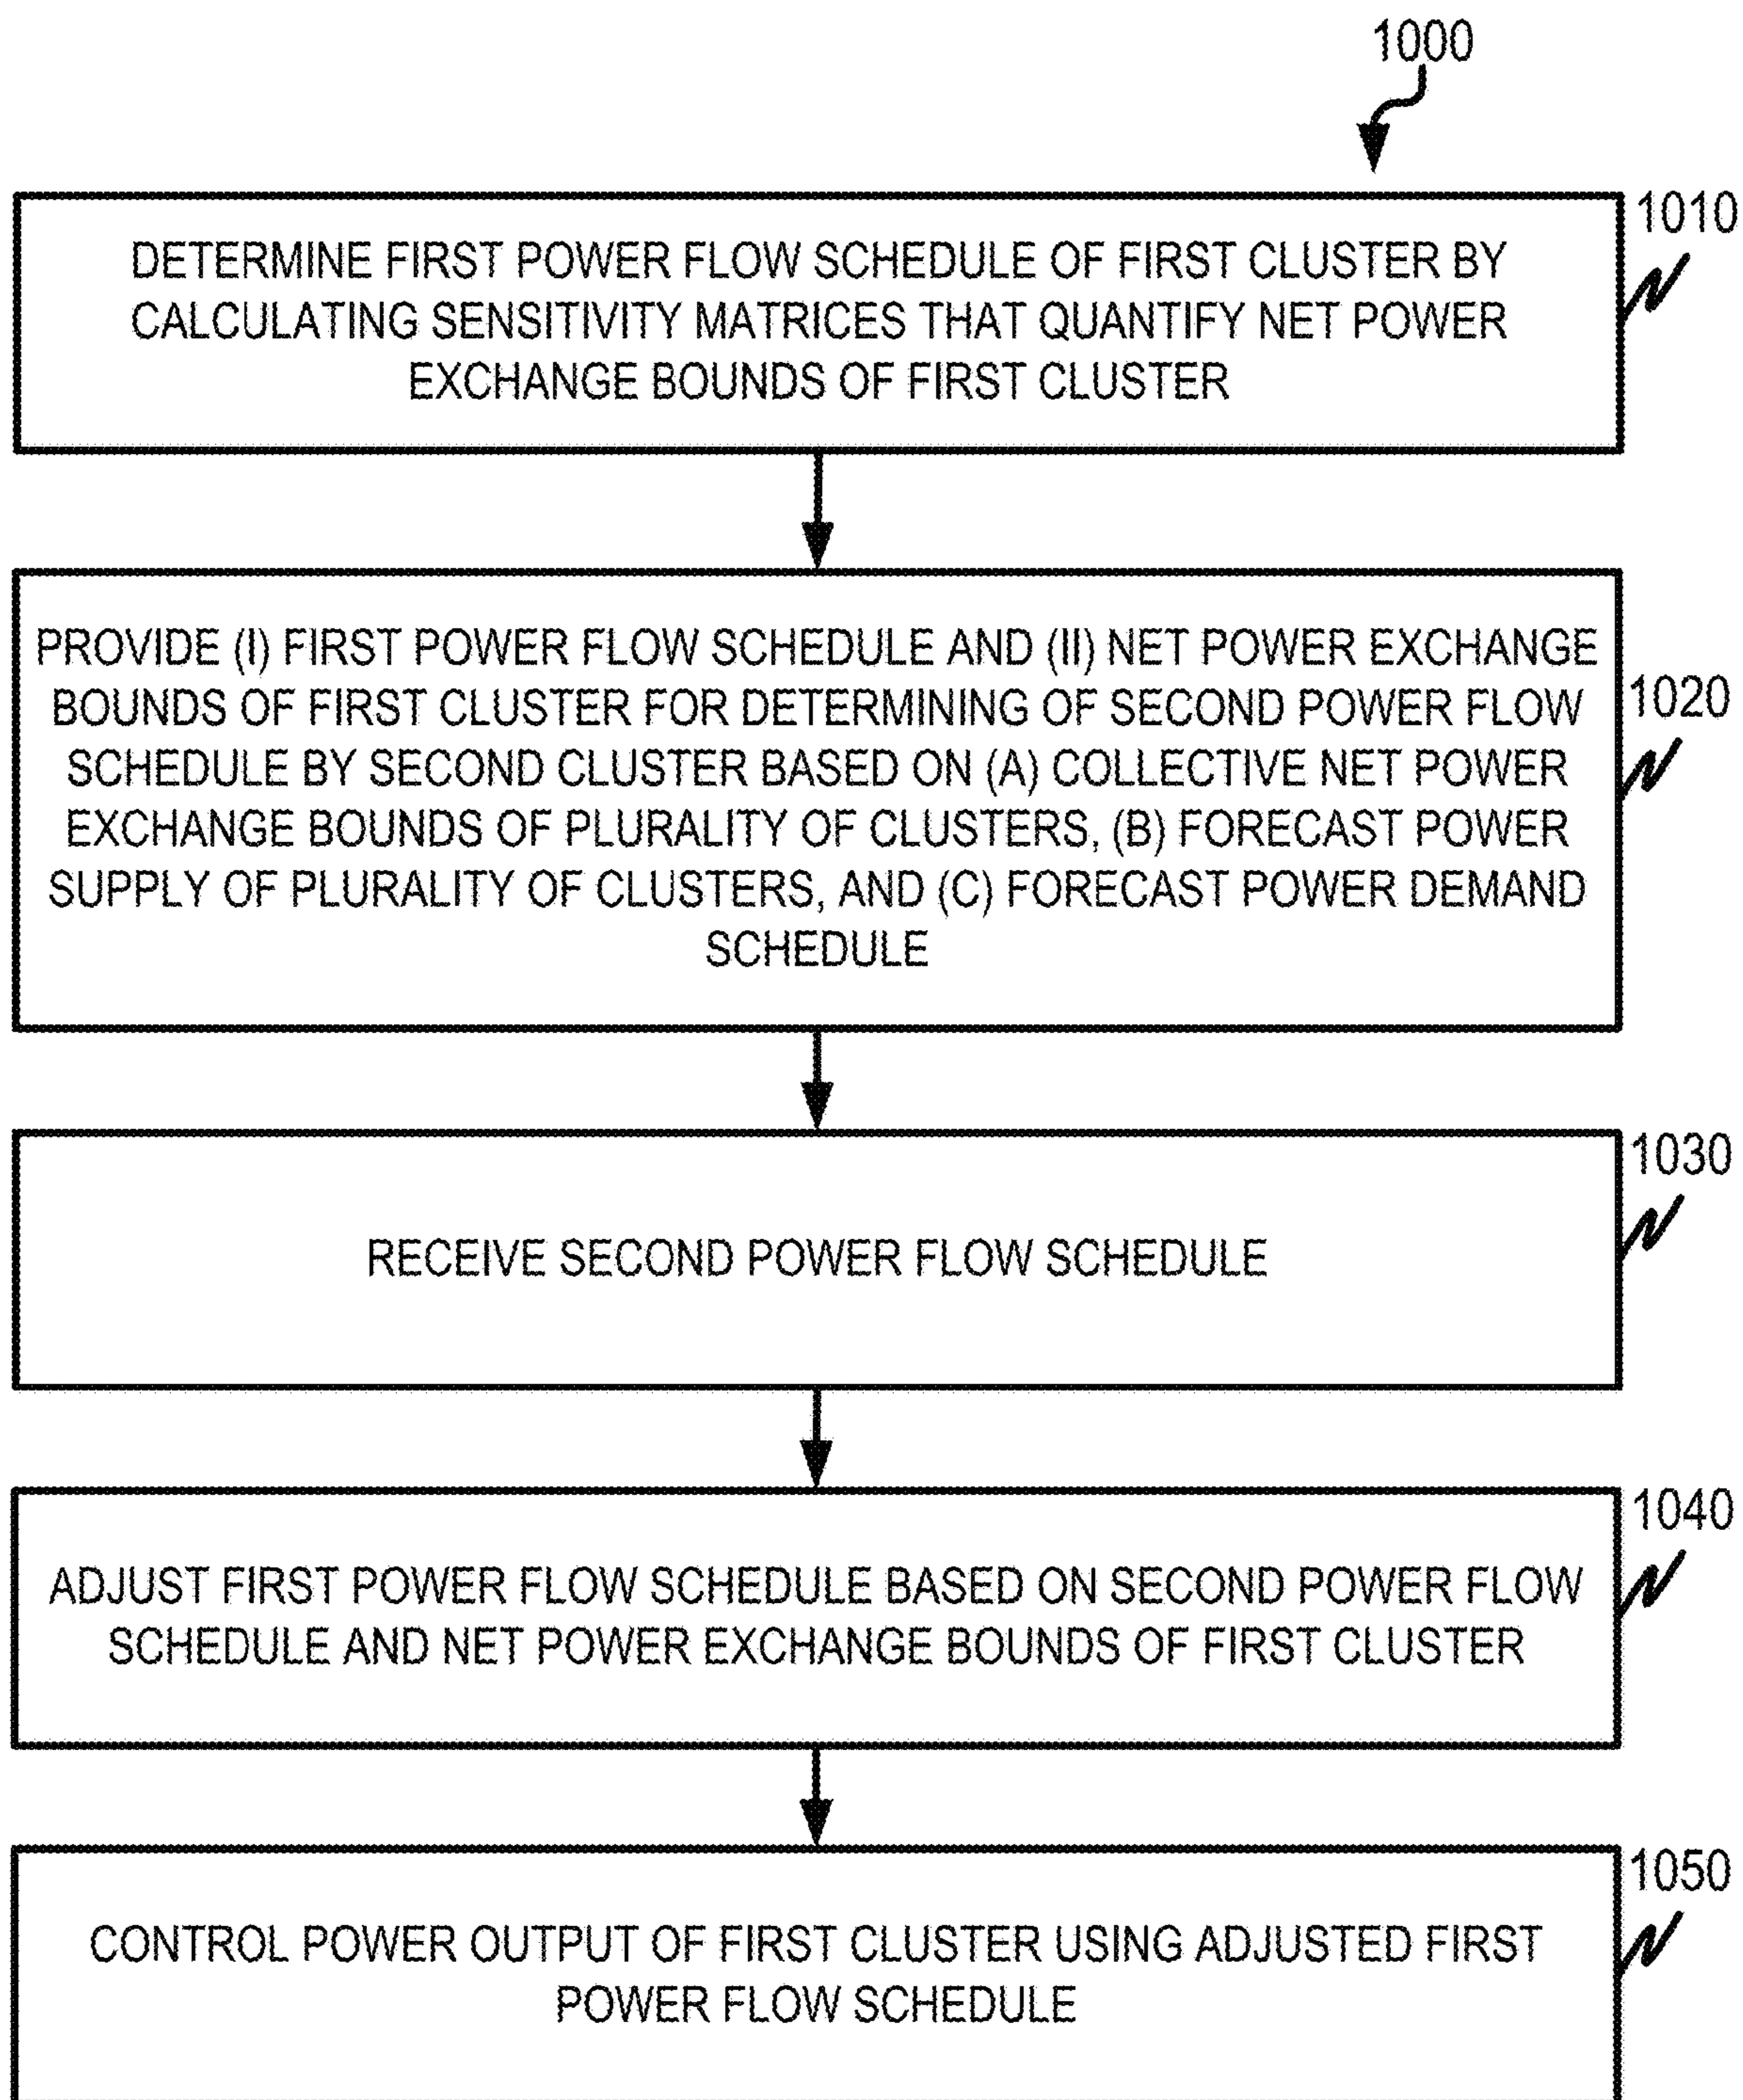 1000
1010
DETERMINE FIRST POWER FLOW SCHEDULE OF FIRST CLUSTER BY
CALCULATING SENSITIVITY MATRICES THAT QUANTIFY NET POWER
EXCHANGE BOUNDS OF FIRST CLUSTER
1020
PROVIDE (I) FIRST POWER FLOW SCHEDULE AND (II) NET POWER EXCHANGE
BOUNDS OF FIRST CLUSTER FOR DETERMINING OF SECOND POWER FLOW
SCHEDULE BY SECOND CLUSTER BASED ON (A) COLLECTIVE NET POWER
EXCHANGE BOUNDS OF PLURALITY OF CLUSTERS, (B) FORECAST POWER
SUPPLY OF PLURALITY OF CLUSTERS, AND (C) FORECAST POWER DEMAND
SCHEDULE
1030
RECEIVE SECOND POWER FLOW SCHEDULE
1040
ADJUST FIRST POWER FLOW SCHEDULE BASED ON SECOND POWER FLOW
SCHEDULE AND NET POWER EXCHANGE BOUNDS OF FIRST CLUSTER
1050
CONTROL POWER OUTPUT OF FIRST CLUSTER USING ADJUSTED FIRST
POWER FLOW SCHEDULE